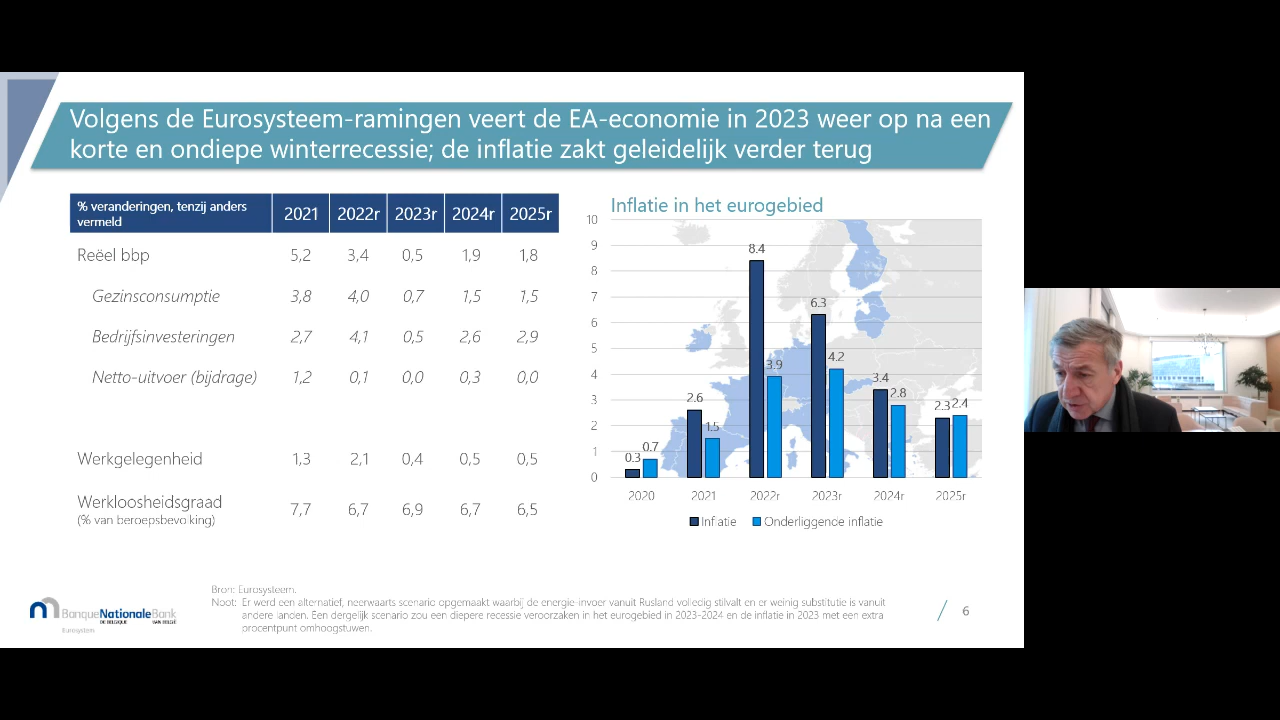 Volgens de Eurosysteem-ramingen veert de EA-economie in 2023 weer op na een
korte en ondiepe winterrecessie; de inflatie zakt geleidelijk verder terug
% veranderingen, tenzij anders
vermeld
2021 2022r 2023r 2024r 2025r
Reëel bbp 5,2 3,4 0,5 1,9 1,8
Gezinsconsumptie 3,8 4,0 0,7 1,5 1,5
Bedrijfsinvesteringen 2,7 4,1 0,5 2,6 2,9
Netto-uitvoer (bijdrage) 1,2 0,1 0,0 0,3 0,0
Werkgelegenheid 1,3 2,1 0,4 0,5 0,5
Werkloosheidsgraad 7,7 6,7 6,9 6,7 6,5
(% van beroepsbevolking)
Inflatie in het eurogebied
10
9
8
7
6
5
4
3
2
1
0
0.3 0.7 2.6 1.5 8.4 3.9 6.3 4.2 3.4 2.8 2.3 2.4
2020 2021 2022r 2023r 2024r 2025r
Inflatie Onderliggende inflatie
Bron: Eurosysteem.
Noot: Er werd een alternatief, neerwaarts scenario opgemaakt waarbij de energie-invoer vanuit Rusland volledig stilvalt en er weinig substitutie is vanuit
andere landen. Een dergelijk scenario zou een diepere recessie veroorzaken in het eurogebied in 2023-2024 en de inflatie in 2023 met een extra
procentpunt omhoogstuwen.
BanqueNationaleBank
DE BELGIQUE VAN BELGIË
Eurosysteem
6